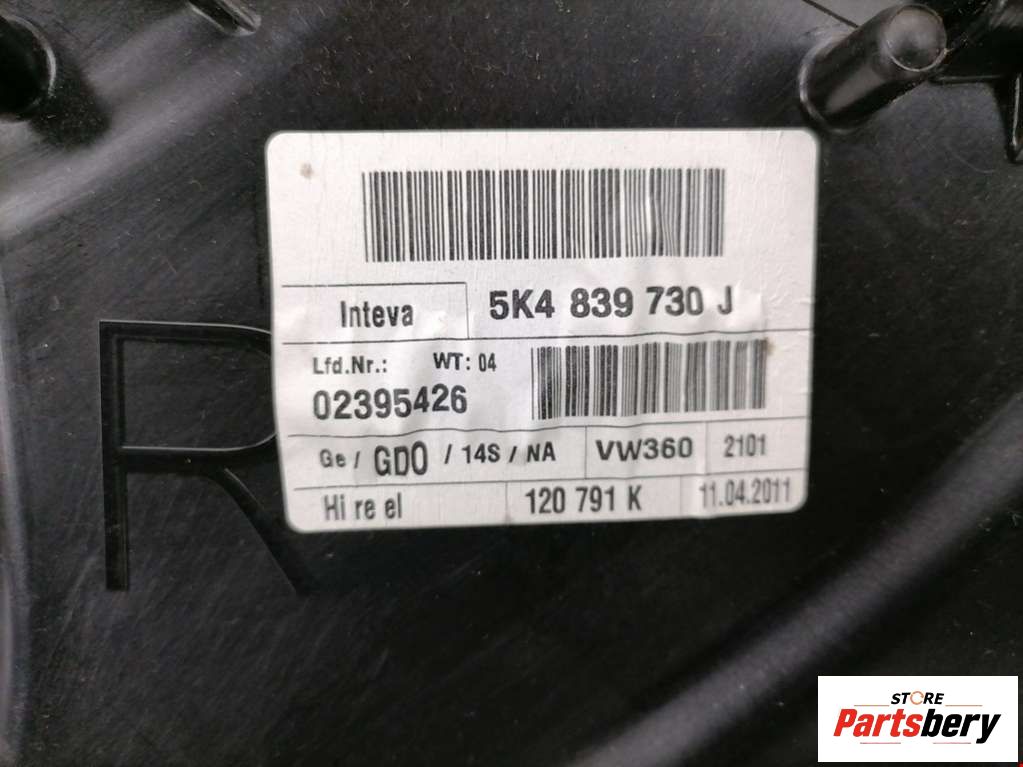 Inteva 5K4 839 730 J
Lfd.Nr.: WT: 04
02395426
Ge / GDO / 14S / NA VW360 2101
Hi re el 120 791 K 11.04.2011
R
STORE
Partsbery